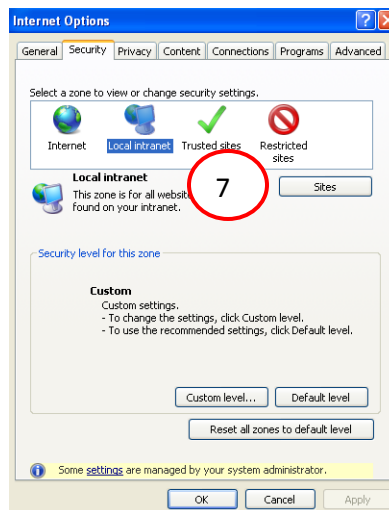 Internet Options
General Security Privacy Content Connections Programs Advanced
Select a zone to view or change security settings.
Internet Local intranet Trusted sites Restricted sites
Local intranet
7
Sites
This zone is for all
found on your intranet.
Security level for this zone
Custom
Custom settings.
- To change the settings, click Custom level.
- To use the recommended settings, click Default level.
Custom level... Default level
Reset all zones to default level
Some settings are managed by your system administrator.
OK Cancel Apply